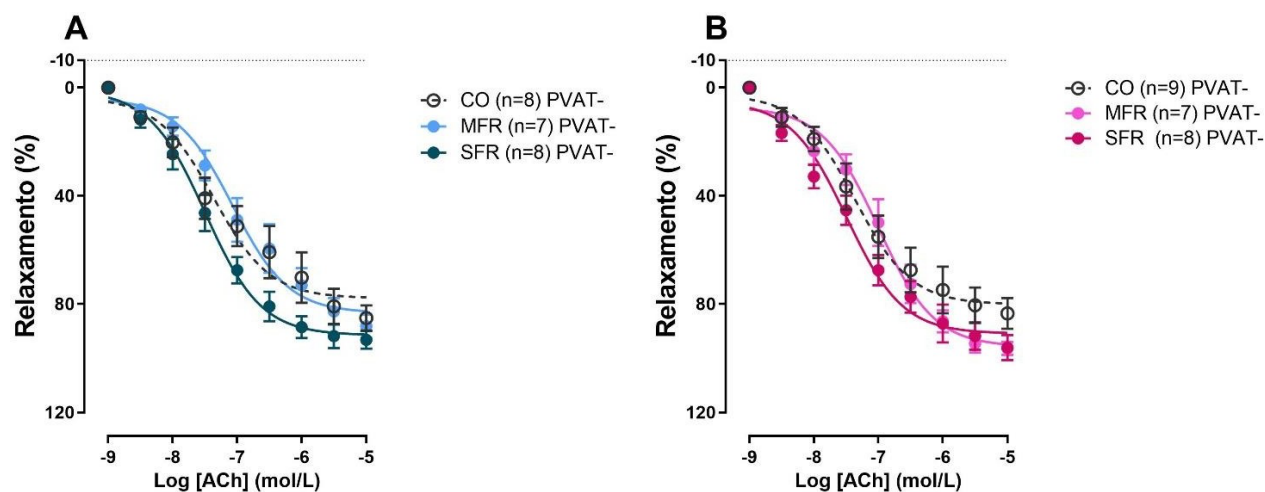 A
-10
0
40
80
120
Relaxamento (%)
-9 -8 -7 -6 -5
Log [ACh] (mol/L)
CO (n=8) PVAT-
MFR (n=7) PVAT-
SFR (n=8) PVAT-
B
-10
0
40
80
120
Relaxamento (%)
-9 -8 -7 -6 -5
Log [ACh] (mol/L)
CO (n=9) PVAT-
MFR (n=7) PVAT-
SFR (n=8) PVAT-